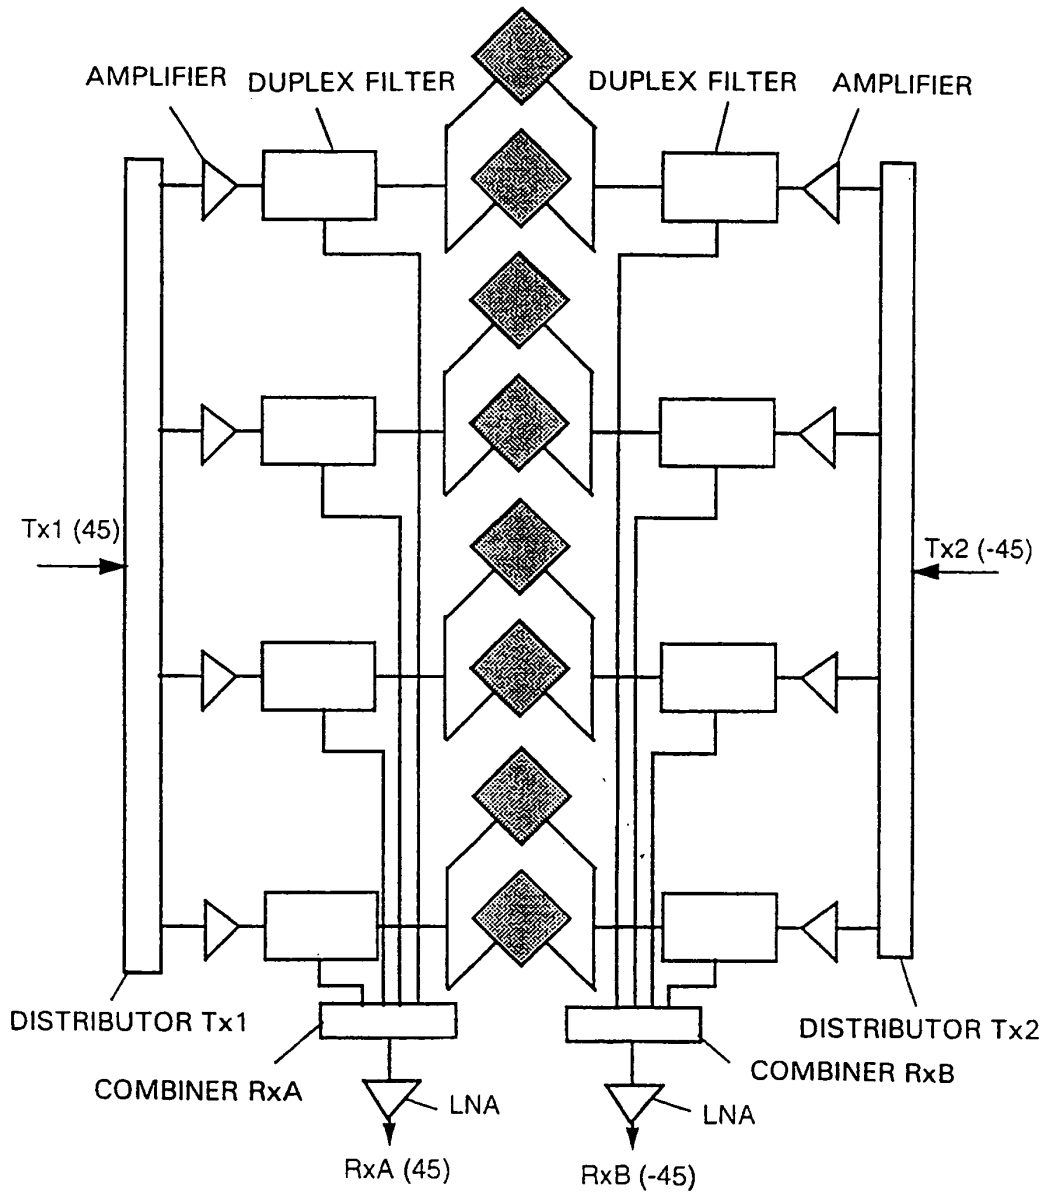 AMPLIFIER
DUPLEX FILTER
DUPLEX FILTER
AMPLIFIER
Tx1 (45)
Tx2 (-45)
DISTRIBUTOR Tx1
DISTRIBUTOR Tx2
COMBINER RxA
COMBINER RxB
LNA
LNA
RxA (45)
RxB (-45)